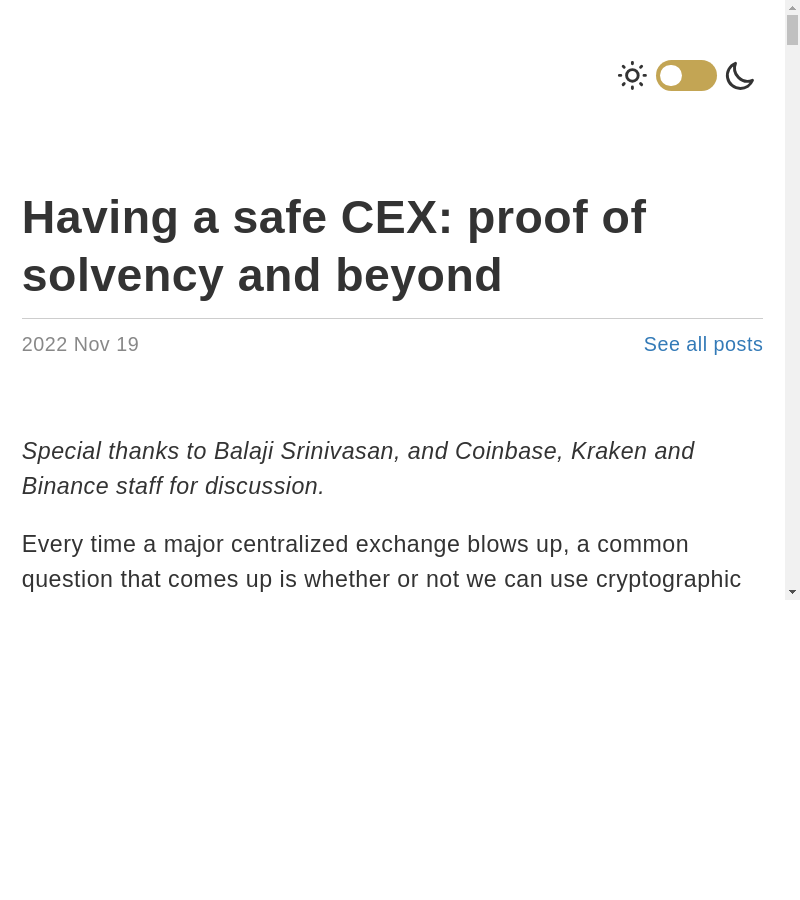 Having a safe CEX: proof of
solvency and beyond
2022 Nov 19
See all posts
Special thanks to Balaji Srinivasan, and Coinbase, Kraken and
Binance staff for discussion.
Every time a major centralized exchange blows up, a common
question that comes up is whether or not we can use cryptographic